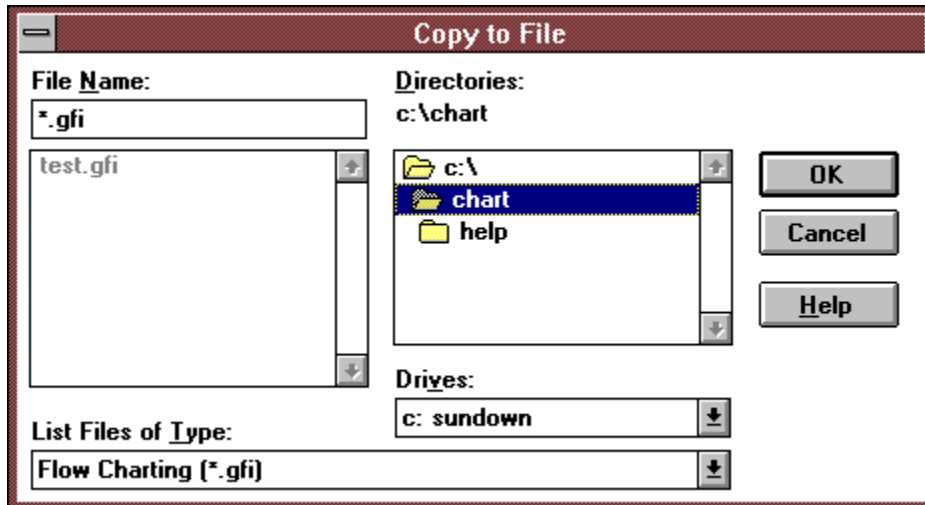 Copy to File
File Name:
*.gfi
test.gfi
Directories:
c:\chart
c:\
chart
help
OK
Cancel
Help
List Files of Type:
Flow Charting (*.gfi)
Drives:
c: sundown